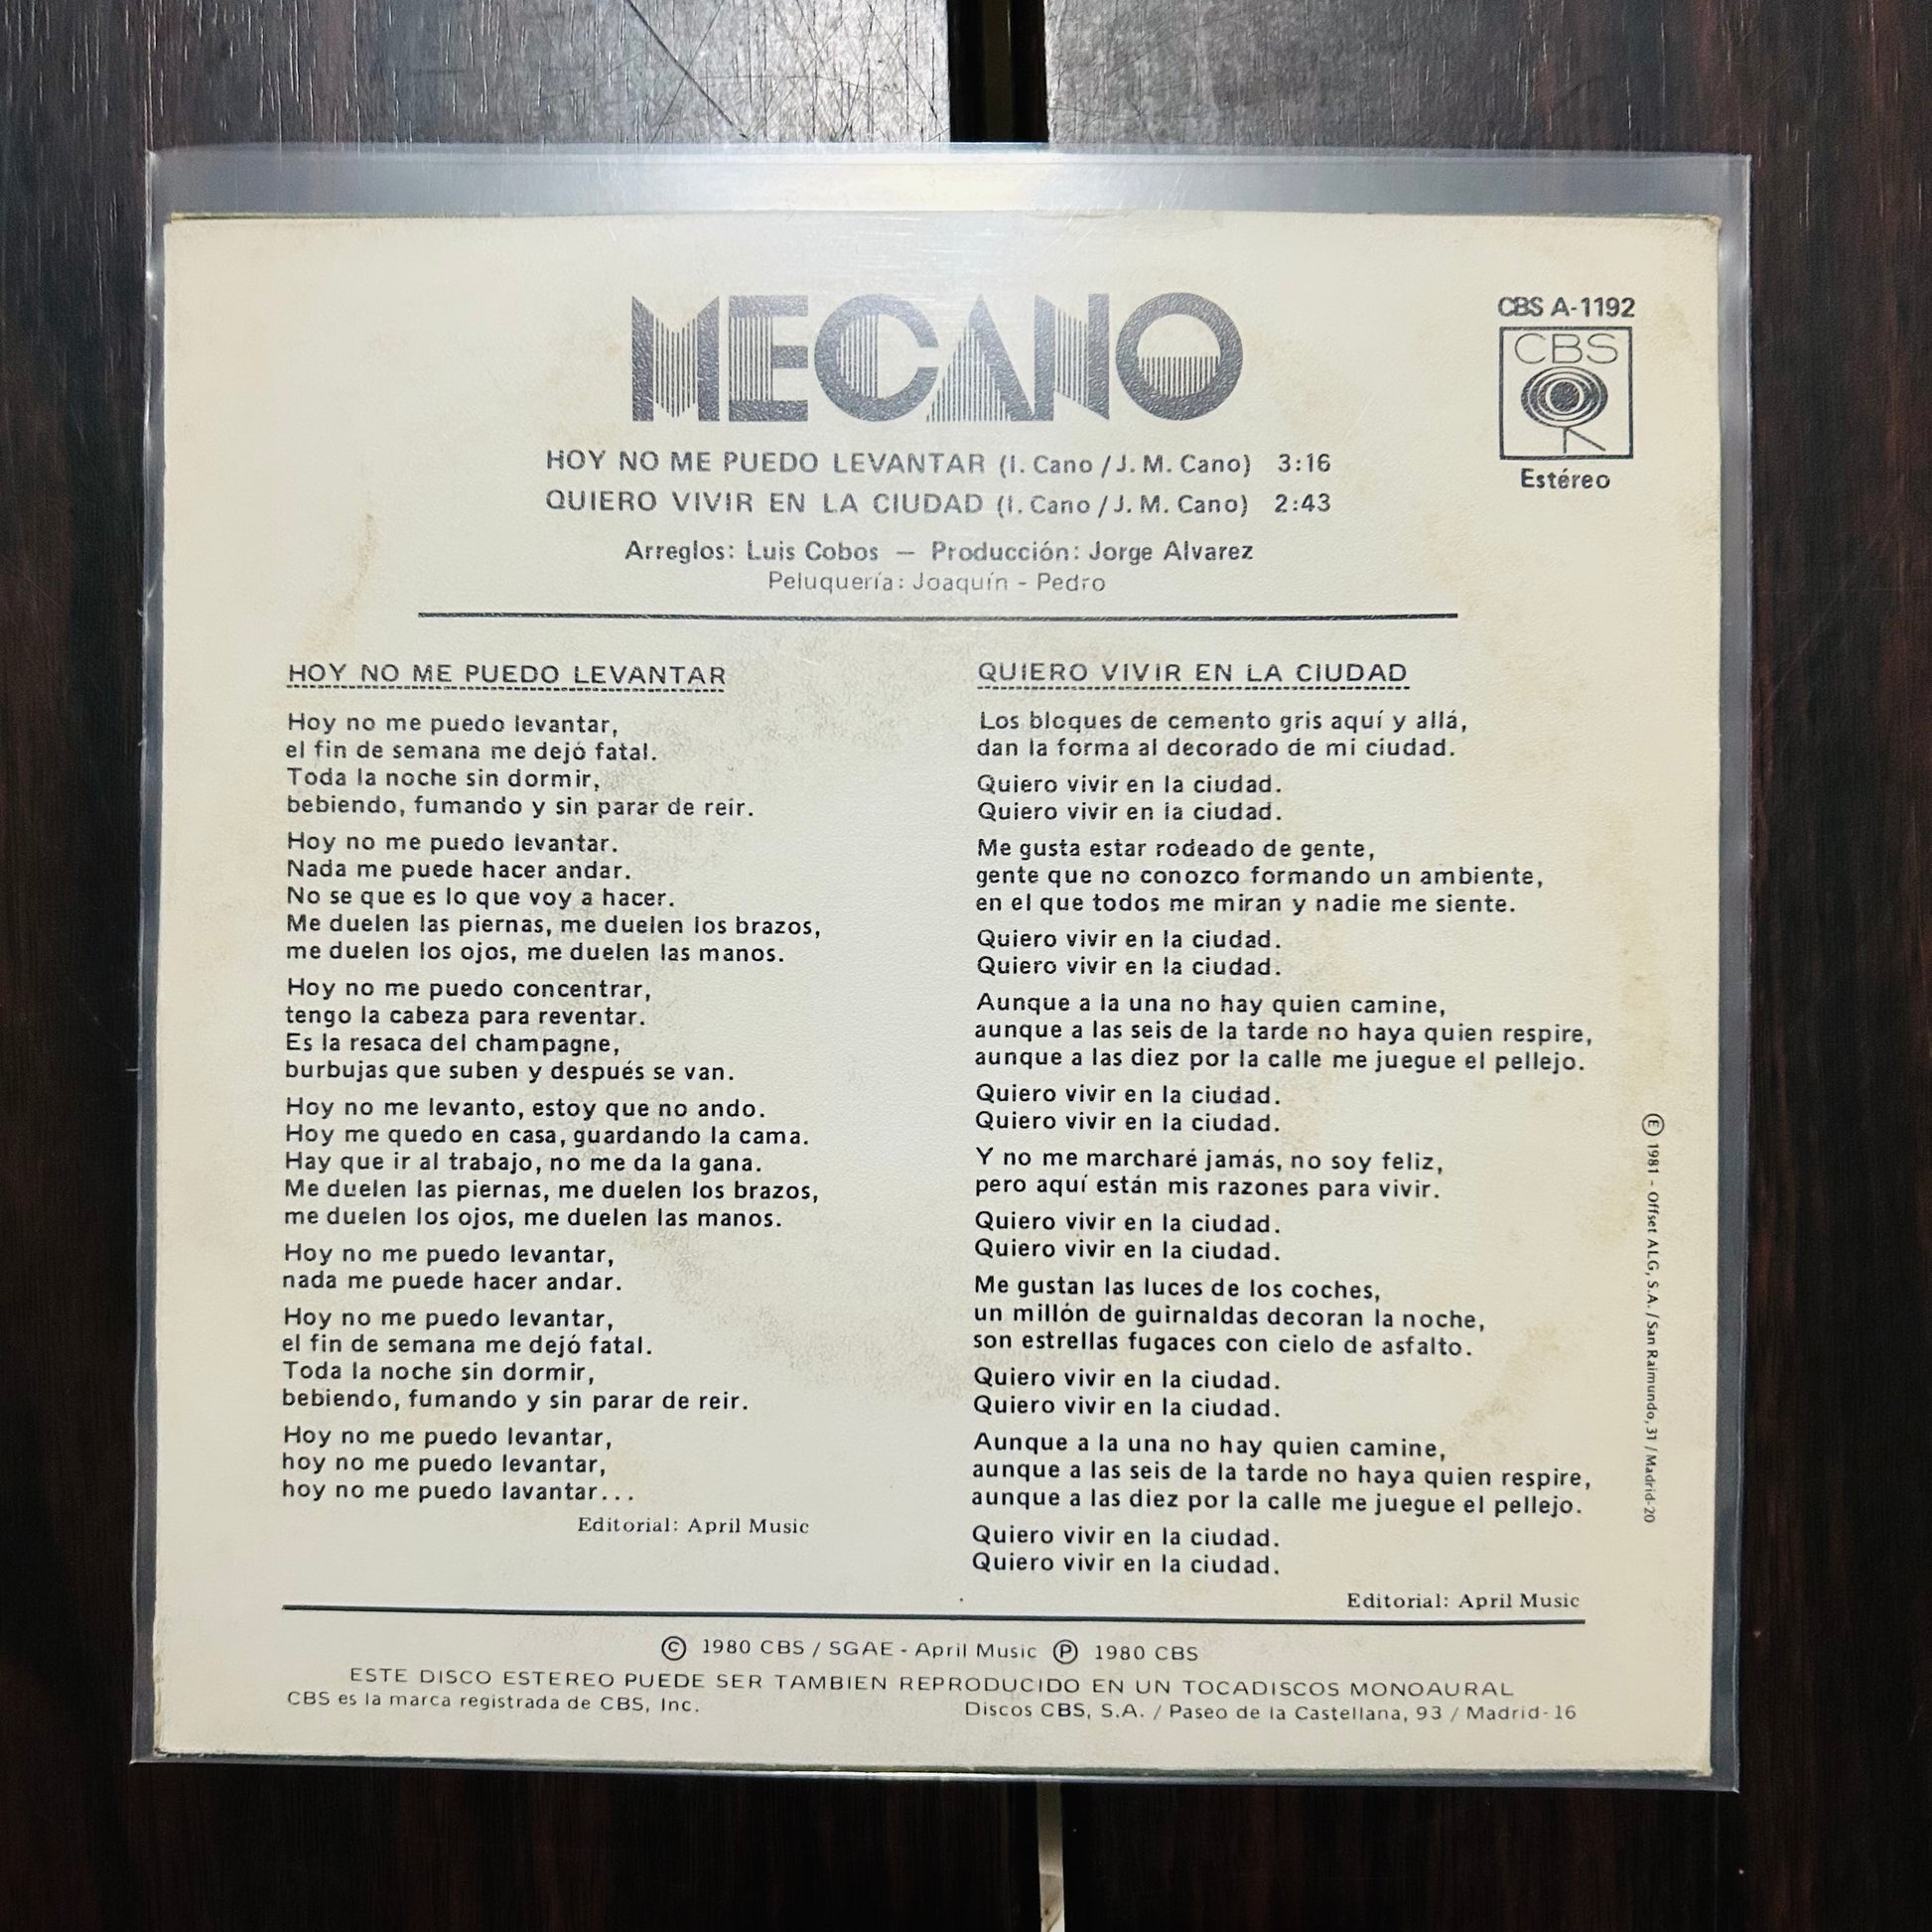 MECANO
CBS A-1192
CBS
Estéreo
HOY NO ME PUEDO LEVANTAR (I. Cano / J. M. Cano) 3:16
QUIERO VIVIR EN LA CIUDAD (I. Cano / J. M. Cano) 2:43
Arreglos: Luis Cobos — Producción: Jorge Alvarez
Peluquería: Joaquín - Pedro
HOY NO ME PUEDO LEVANTAR
Hoy no me puedo levantar,
el fin de semana me dejó fatal.
Toda la noche sin dormir,
bebiendo, fumando y sin parar de reir.
Hoy no me puedo levantar.
Nada me puede hacer andar.
No se que es lo que voy a hacer.
Me duelen las piernas, me duelen los brazos,
me duelen los ojos, me duelen las manos.
Hoy no me puedo concentrar,
tengo la cabeza para reventar.
Es la resaca del champagne,
burbujas que suben y después se van.
Hoy no me levanto, estoy que no ando.
Hoy me quedo en casa, guardando la cama.
Hay que ir al trabajo, no me da la gana.
Me duelen las piernas, me duelen los brazos,
me duelen los ojos, me duelen las manos.
Hoy no me puedo levantar,
nada me puede hacer andar.
Hoy no me puedo levantar,
el fin de semana me dejó fatal.
Toda la noche sin dormir,
bebiendo, fumando y sin parar de reir.
Hoy no me puedo levantar,
hoy no me puedo levantar,
hoy no me puedo lavantar...
Editorial: April Music
QUIERO VIVIR EN LA CIUDAD
Los bloques de cemento gris aquí y allá,
dan la forma al decorado de mi ciudad.
Quiero vivir en la ciudad.
Quiero vivir en la ciudad.
Me gusta estar rodeado de gente,
gente que no conozco formando un ambiente,
en el que todos me miran y nadie me siente.
Quiero vivir en la ciudad.
Quiero vivir en la ciudad.
Aunque a la una no hay quien camine,
aunque a las seis de la tarde no haya quien respire,
aunque a las diez por la calle me juegue el pellejo.
Quiero vivir en la ciudad.
Quiero vivir en la ciudad.
Y no me marcharé jamás, no soy feliz,
pero aquí están mis razones para vivir.
Quiero vivir en la ciudad.
Quiero vivir en la ciudad.
Me gustan las luces de los coches,
un millón de guirnaldas decoran la noche,
son estrellas fugaces con cielo de asfalto.
Quiero vivir en la ciudad.
Quiero vivir en la ciudad.
Aunque a la una no hay quien camine,
aunque a las seis de la tarde no haya quien respire,
aunque a las diez por la calle me juegue el pellejo.
Quiero vivir en la ciudad.
Quiero vivir en la ciudad.
Editorial: April Music
Ⓔ 1981 - Offset ALG, S.A. / San Raimundo, 31 / Madrid-20
© 1980 CBS / SGAE - April Music ℗ 1980 CBS
ESTE DISCO ESTEREO PUEDE SER TAMBIEN REPRODUCIDO EN UN TOCADISCOS MONOAURAL
CBS es la marca registrada de CBS, Inc.
Discos CBS, S.A. / Paseo de la Castellana, 93 / Madrid-16